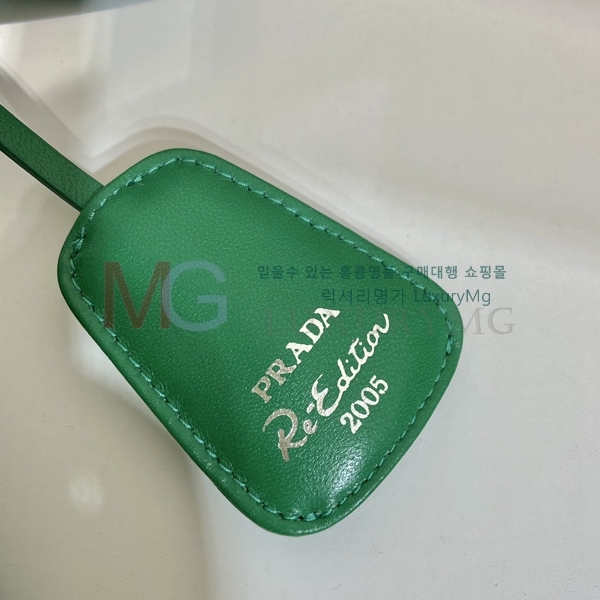 믿을수 있는 홍콩명품 구매대행 쇼핑몰
럭셔리명가 LuxuryMg
MG
PRADA
Re-Edition
2005